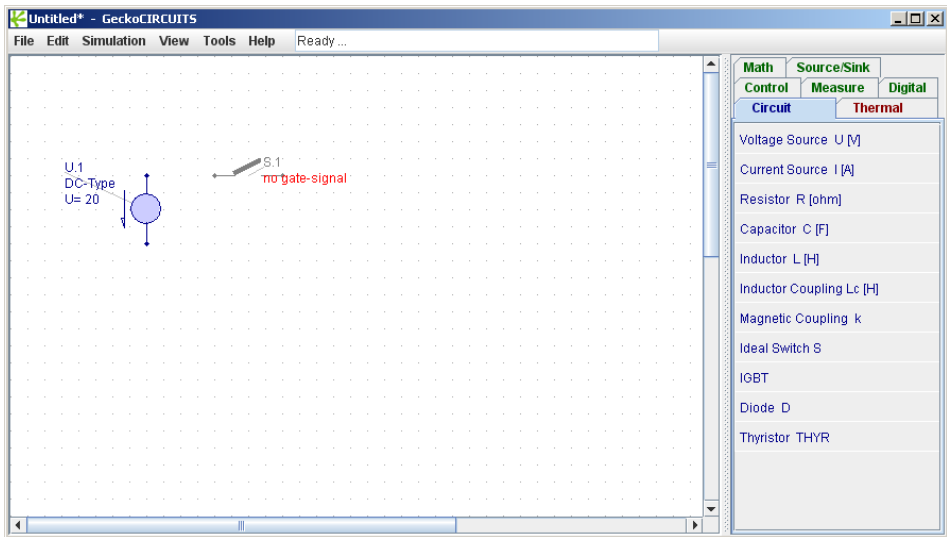 Untitled* - GeckoCIRCUITS
File Edit Simulation View Tools Help Ready ...
Math Source/Sink
Control Measure Digital
Circuit Thermal
U.1
DC-Type
U= 20
S.1
no gate-signal
Voltage Source U [V]
Current Source I [A]
Resistor R [ohm]
Capacitor C [F]
Inductor L [H]
Inductor Coupling Lc [H]
Magnetic Coupling k
Ideal Switch S
IGBT
Diode D
Thyristor THYR